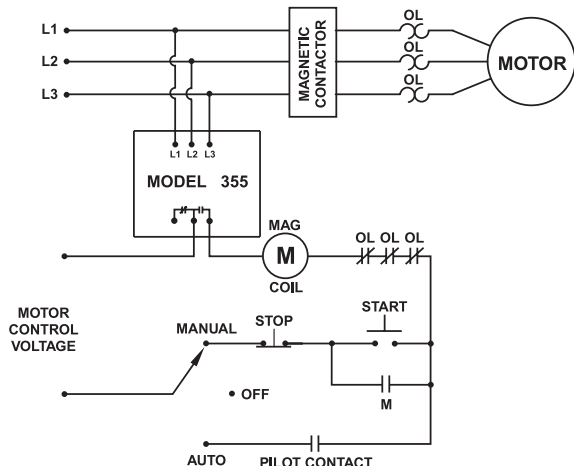 L1
L2
L3
MAGNETIC
CONTACTOR
OL
OL
OL
MOTOR
L1 L2 L3
MODEL 355
MAG
M
COIL
OL OL OL
MOTOR
CONTROL
VOLTAGE
MANUAL
STOP
START
OFF
M
AUTO
PILOT CONTACT